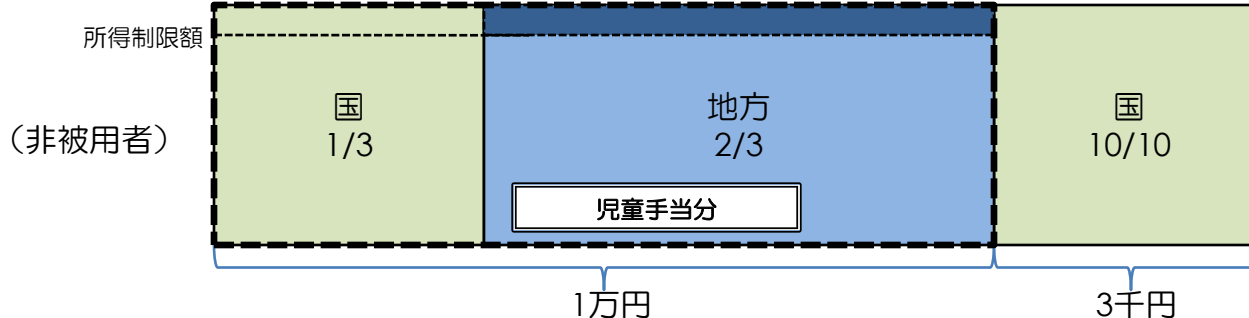 所得制限額
(非被用者)
国
1/3
地方
2/3
国
10/10
児童手当分
1万円
3千円